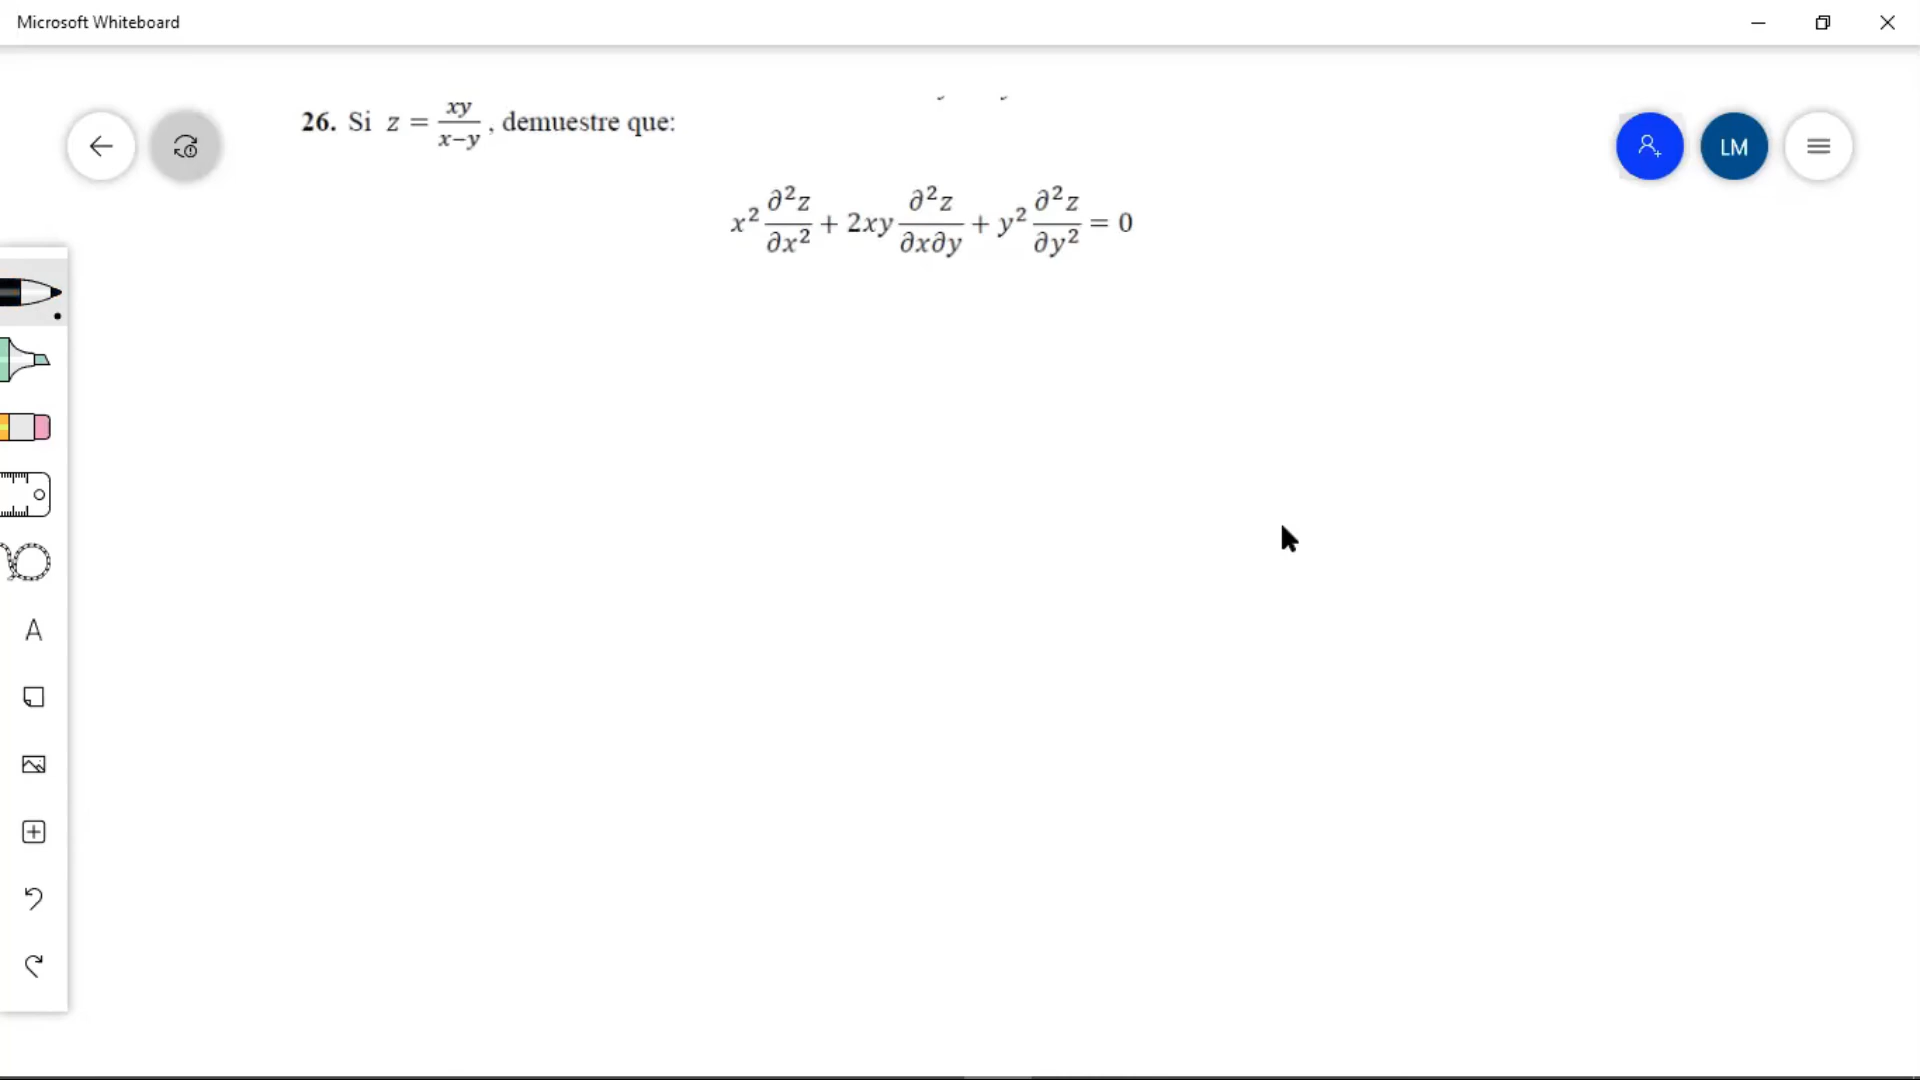 Microsoft Whiteboard
26. Si z = xy/(x−y), demuestre que:
x² ∂²z/∂x² + 2xy ∂²z/∂x∂y + y² ∂²z/∂y² = 0
LM
A